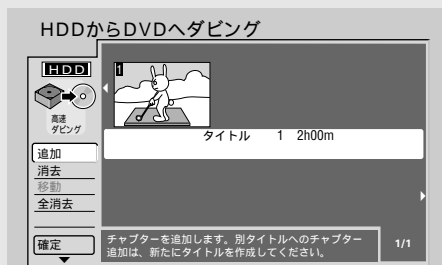 HDDからDVDへダビング
HDD
1
高速
ダビング
タイトル 1 2h00m
追加
消去
移動
全消去
確定
チャプターを追加します。別タイトルへのチャプター
追加は、新たにタイトルを作成してください。
1/1